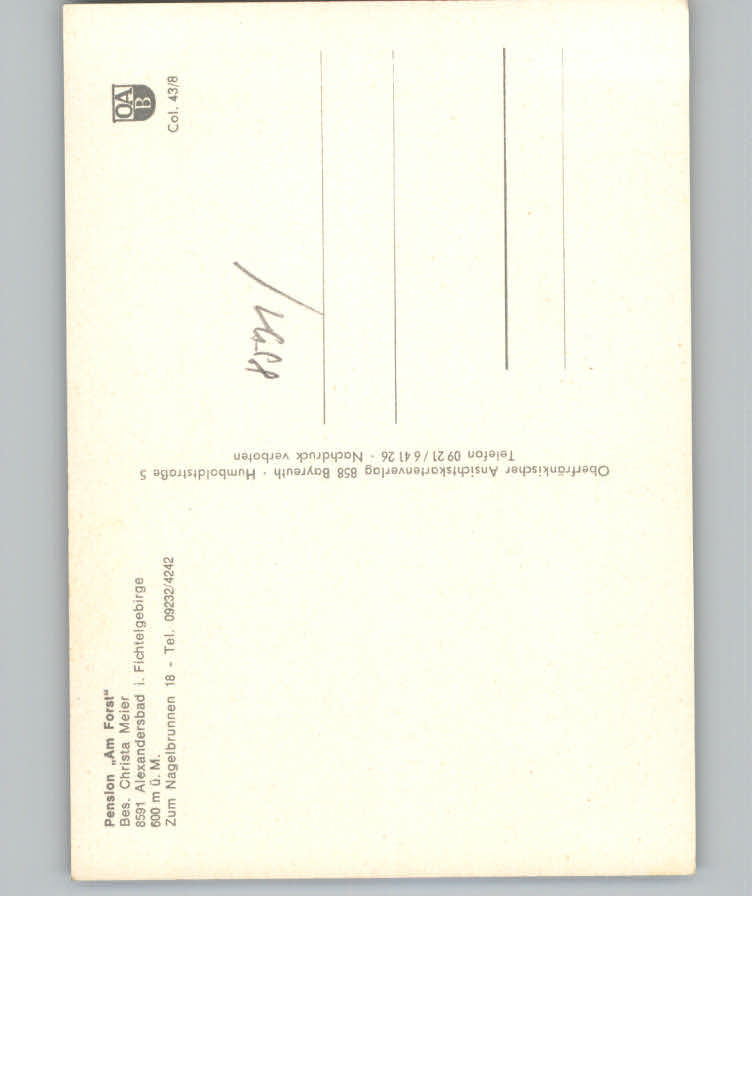 Pension „Am Forst“
Bes. Christa Meier
8591 Alexandersbad i. Fichtelgebirge
600 m ü. M.
Zum Nagelbrunnen 18 - Tel. 09232/4242
Oberfränkischer Ansichtskartenverlag 858 Bayreuth · Humboldtstraße 5
Telefon 09 21 / 6 41 26 · Nachdruck verboten
OA
B
Col. 43/8